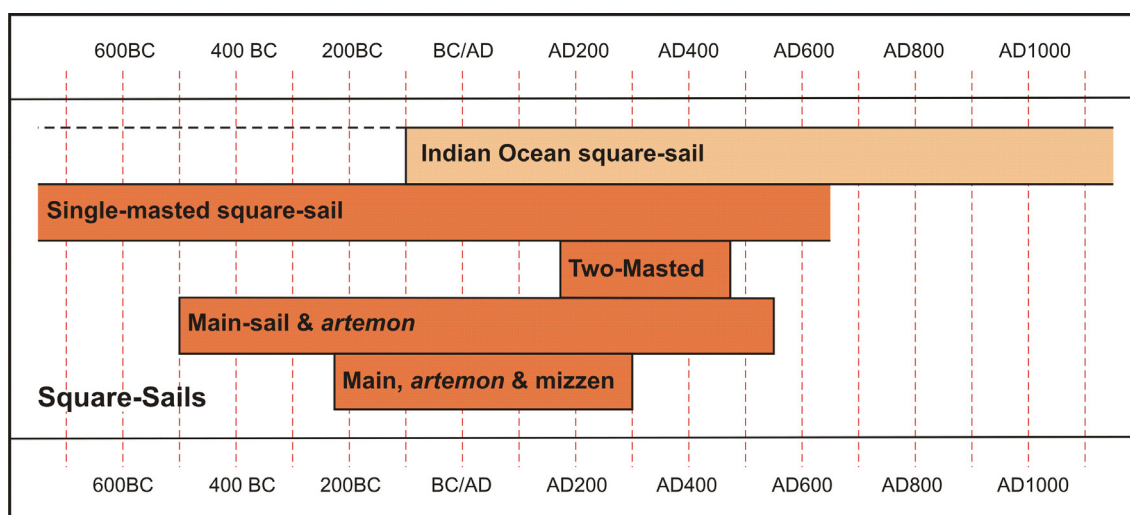 600BC 400 BC 200BC BC/AD AD200 AD400 AD600 AD800 AD1000
Indian Ocean square-sail
Single-masted square-sail
Two-Masted
Main-sail & artemon
Main, artemon & mizzen
Square-Sails
600BC 400 BC 200BC BC/AD AD200 AD400 AD600 AD800 AD1000